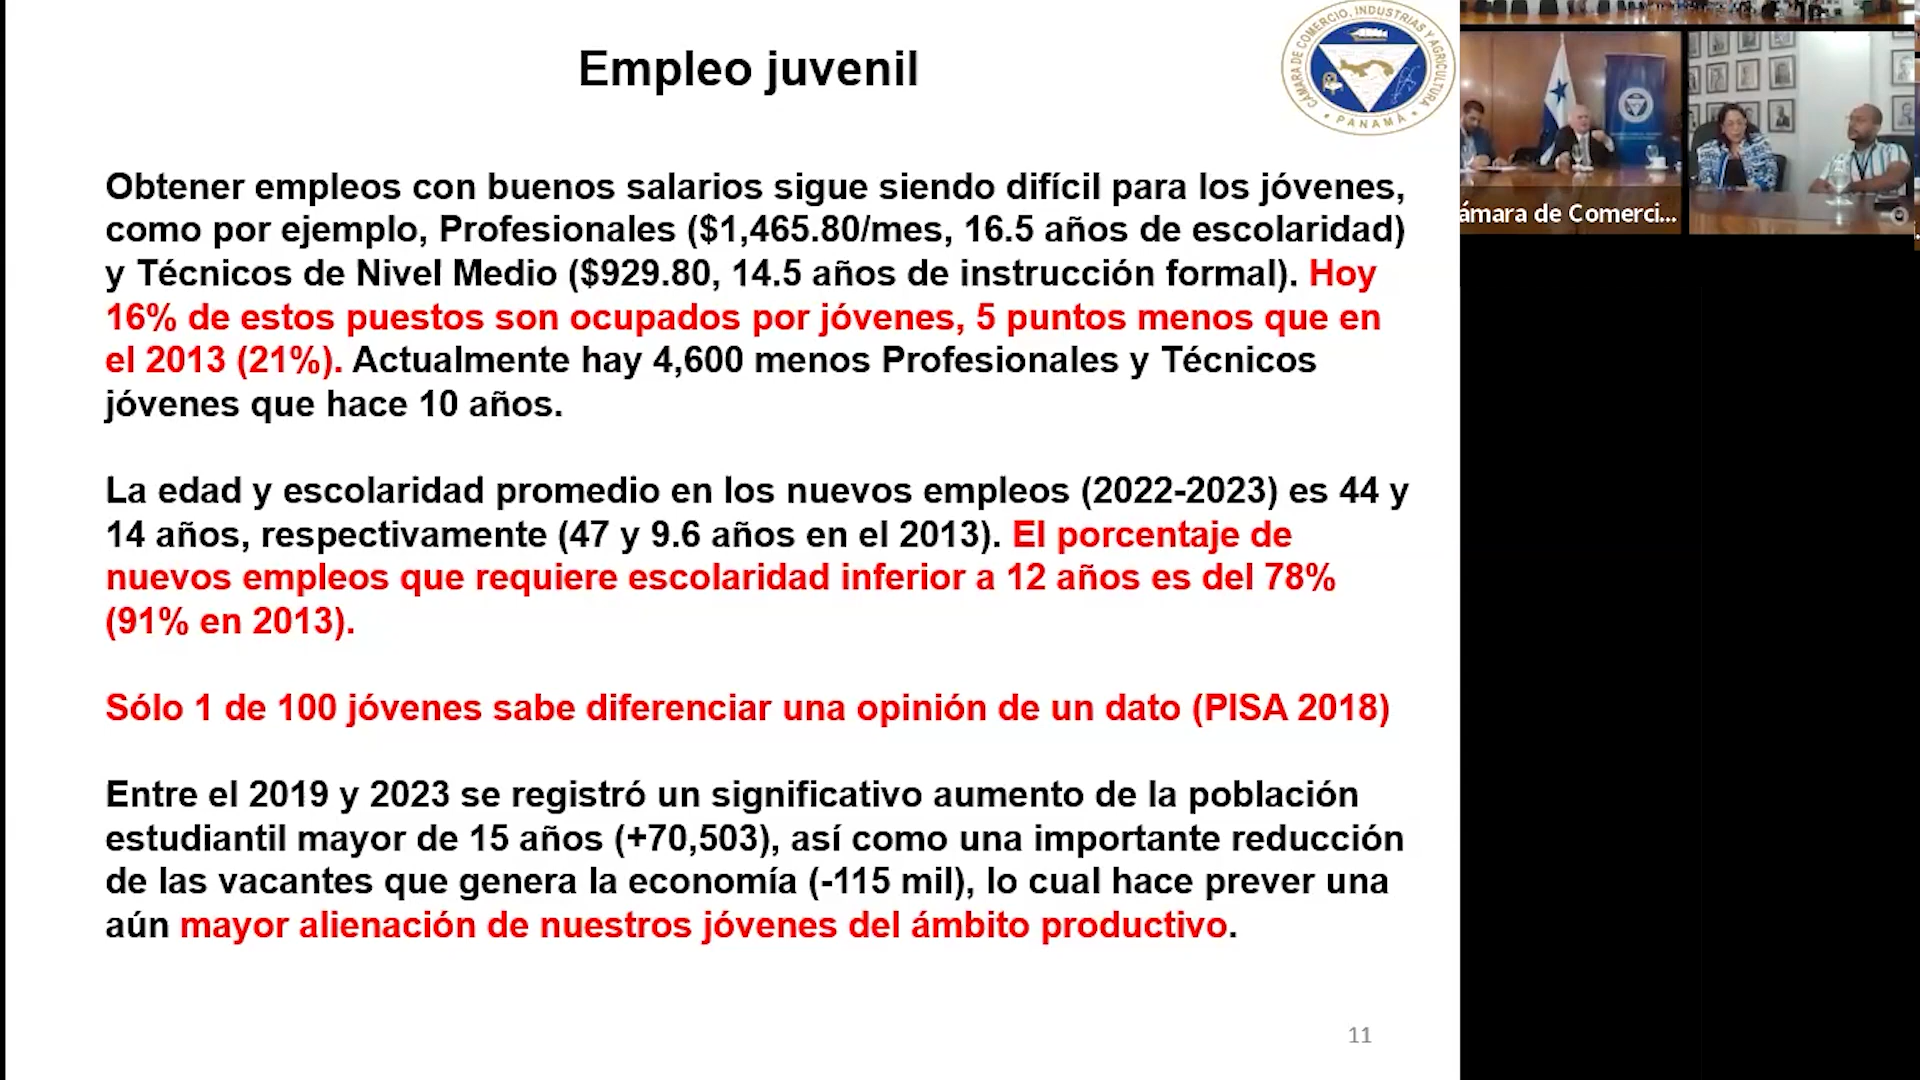 Empleo juvenil
CÁMARA DE COMERCIO, INDUSTRIAS Y AGRICULTURA
• PANAMÁ •
Obtener empleos con buenos salarios sigue siendo difícil para los jóvenes,
como por ejemplo, Profesionales ($1,465.80/mes, 16.5 años de escolaridad)
y Técnicos de Nivel Medio ($929.80, 14.5 años de instrucción formal). Hoy
16% de estos puestos son ocupados por jóvenes, 5 puntos menos que en
el 2013 (21%). Actualmente hay 4,600 menos Profesionales y Técnicos
jóvenes que hace 10 años.
La edad y escolaridad promedio en los nuevos empleos (2022-2023) es 44 y
14 años, respectivamente (47 y 9.6 años en el 2013). El porcentaje de
nuevos empleos que requiere escolaridad inferior a 12 años es del 78%
(91% en 2013).
Sólo 1 de 100 jóvenes sabe diferenciar una opinión de un dato (PISA 2018)
Entre el 2019 y 2023 se registró un significativo aumento de la población
estudiantil mayor de 15 años (+70,503), así como una importante reducción
de las vacantes que genera la economía (-115 mil), lo cual hace prever una
aún mayor alienación de nuestros jóvenes del ámbito productivo.
11
ámara de Comerci...